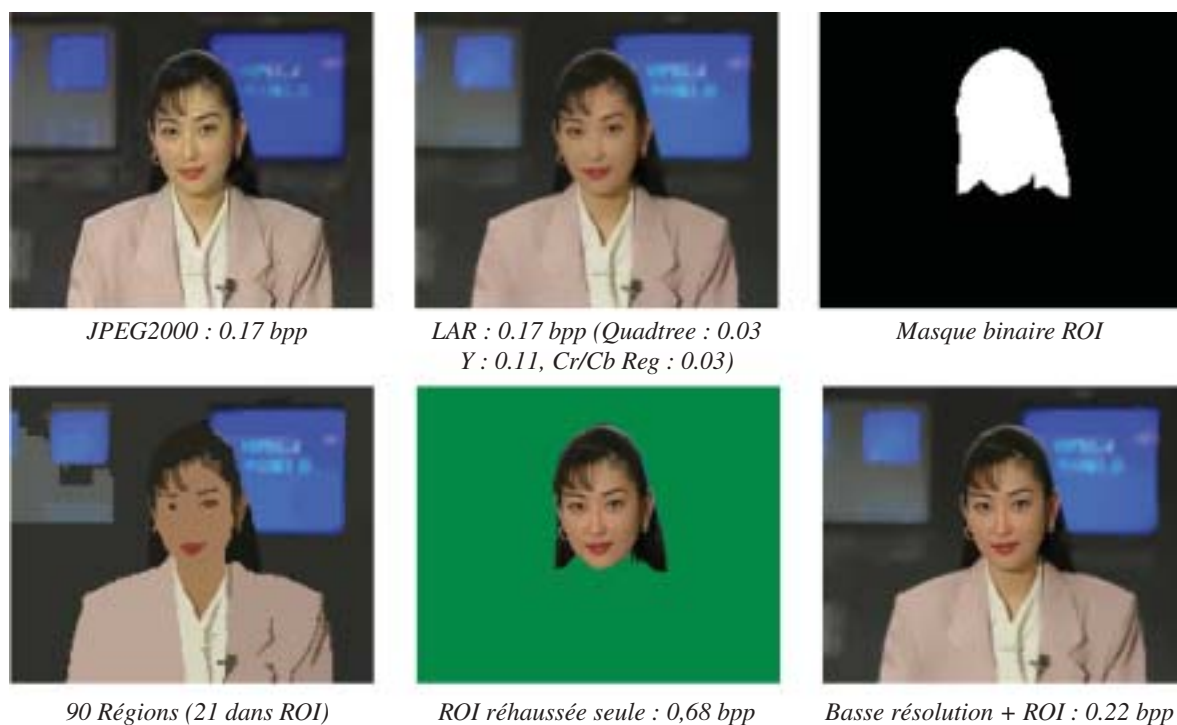 JPEG2000 : 0.17 bpp
LAR : 0.17 bpp (Quadtree : 0.03
Y : 0.11, Cr/Cb Reg : 0.03)
Masque binaire ROI
90 Régions (21 dans ROI)
ROI réhaussée seule : 0,68 bpp
Basse résolution + ROI : 0.22 bpp